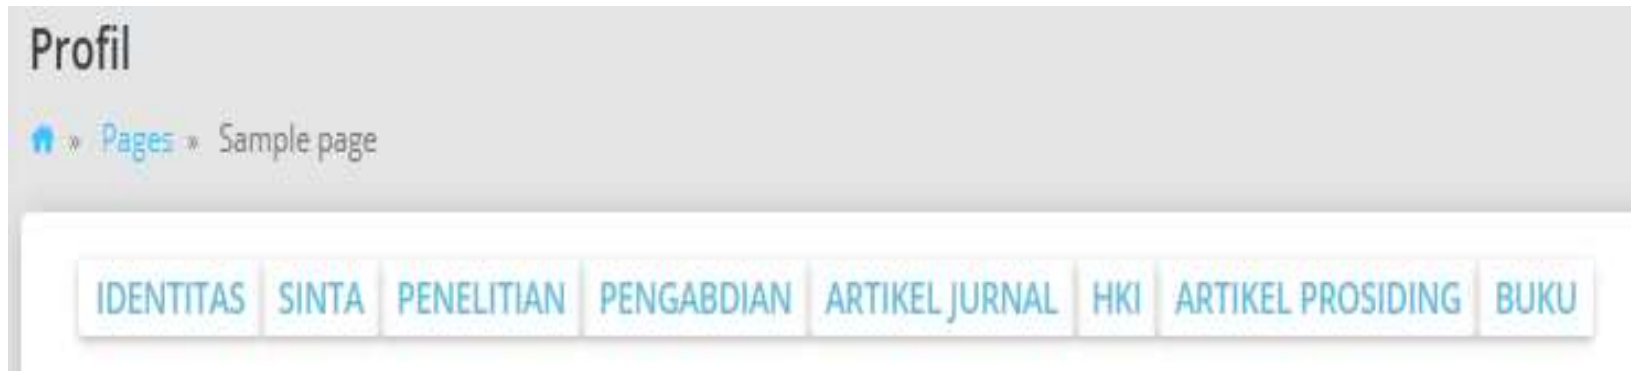 Profil
» Pages » Sample page
IDENTITAS SINTA PENELITIAN PENGABDIAN ARTIKEL JURNAL HKI ARTIKEL PROSIDING BUKU